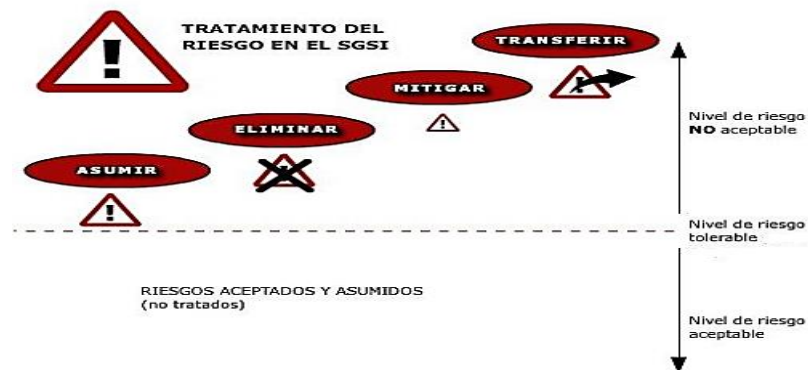 TRATAMIENTO DEL
RIESGO EN EL SGSI
TRANSFERIR
MITIGAR
ELIMINAR
ASUMIR
Nivel de riesgo
NO aceptable
Nivel de riesgo
tolerable
RIESGOS ACEPTADOS Y ASUMIDOS
(no tratados)
Nivel de riesgo
aceptable